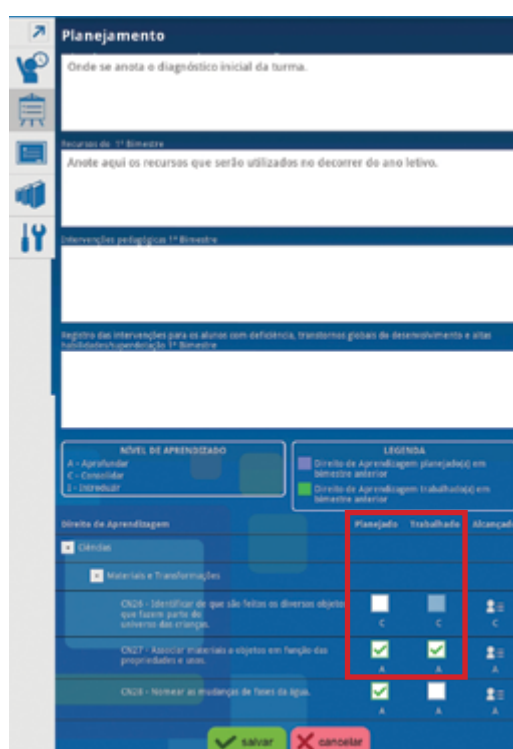 Planejamento
Onde se anota o diagnóstico inicial da turma.
Recursos do 1º Bimestre
Anote aqui os recursos que serão utilizados no decorrer do ano letivo.
Intervenções pedagógicas 1º Bimestre
Registro das intervenções para os alunos com deficiência, transtornos globais do desenvolvimento e altas
habilidades/superdotação 1º Bimestre
NÍVEL DE APRENDIZADO
A - Aprofundar
C - Consolidar
I - Introduzir
LEGENDA
Direito de Aprendizagem planejado(s) em
bimestre anterior
Direito de Aprendizagem trabalhado(s) em
bimestre anterior
Direito de Aprendizagem Planejado Trabalhado Alcançad
Ciências
Materiais e Transformações
CN26 - Identificar de que são feitos os diversos objetos
que fazem parte do
universo das crianças.
C C C
CN27 - Associar materiais a objetos em função das
propriedades e usos.
A A A
CN28 - Nomear as mudanças de fases da água.
A A A
salvar cancelar